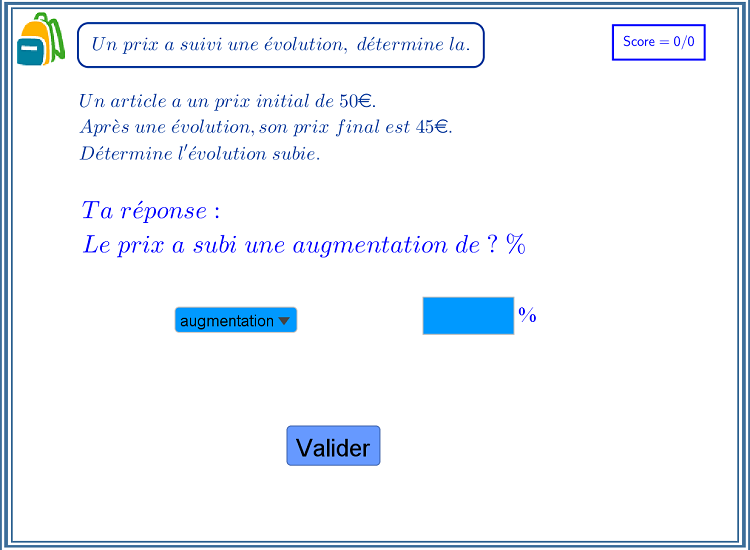 Un prix a suivi une évolution, détermine la.
Score = 0/0
Un article a un prix initial de 50€.
Après une évolution, son prix final est 45€.
Détermine l'évolution subie.
Ta réponse :
Le prix a subi une augmentation de ? %
augmentation
%
Valider